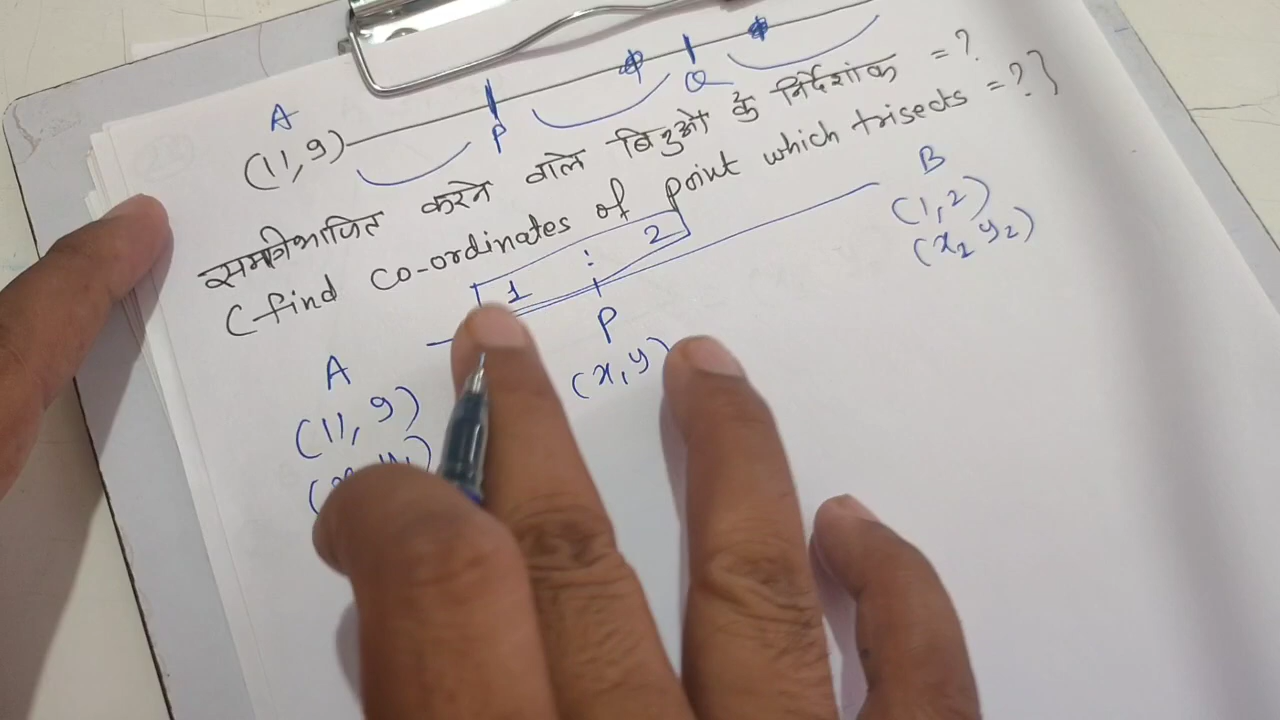 A
(11, 9)
P
Q
समत्रिभाजित करने वाले बिंदुओं के निर्देशांक = ?
(find co-ordinates of point which trisects = ?}
1 : 2
A
(11, 9)
P
(x, y)
B
(1, 2)
(x₂ y₂)